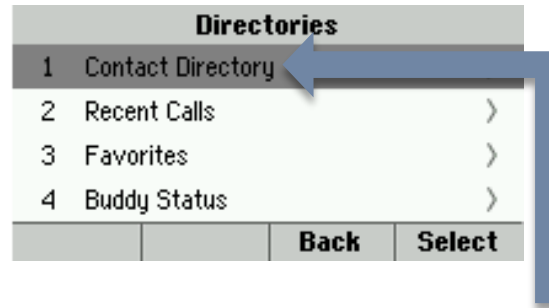 Directories
1 Contact Directory
2 Recent Calls
3 Favorites
4 Buddy Status
Back Select